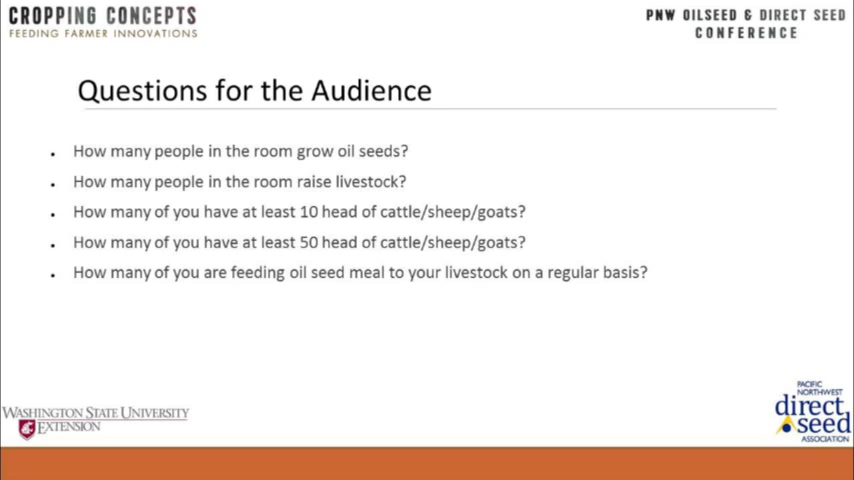 CROPPING CONCEPTS
FEEDING FARMER INNOVATIONS
PNW OILSEED & DIRECT SEED
CONFERENCE
Questions for the Audience
• How many people in the room grow oil seeds?
• How many people in the room raise livestock?
• How many of you have at least 10 head of cattle/sheep/goats?
• How many of you have at least 50 head of cattle/sheep/goats?
• How many of you are feeding oil seed meal to your livestock on a regular basis?
WASHINGTON STATE UNIVERSITY
EXTENSION
PACIFIC
NORTHWEST
direct
seed
ASSOCIATION